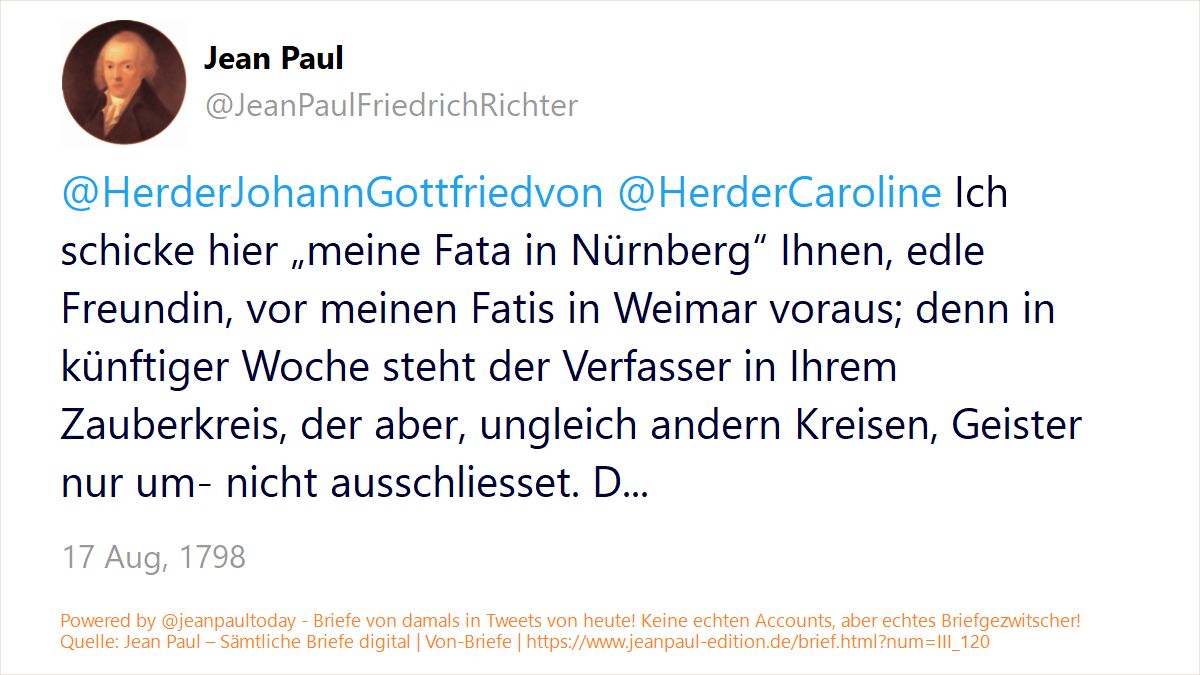 Jean Paul
@JeanPaulFriedrichRichter
@HerderJohannGottfriedvon @HerderCaroline Ich
schicke hier „meine Fata in Nürnberg“ Ihnen, edle
Freundin, vor meinen Fatis in Weimar voraus; denn in
künftiger Woche steht der Verfasser in Ihrem
Zauberkreis, der aber, ungleich andern Kreisen, Geister
nur um- nicht ausschliesset. D...
17 Aug, 1798
Powered by @jeanpaultoday - Briefe von damals in Tweets von heute! Keine echten Accounts, aber echtes Briefgezwitscher!
Quelle: Jean Paul – Sämtliche Briefe digital | Von-Briefe | https://www.jeanpaul-edition.de/brief.html?num=III_120